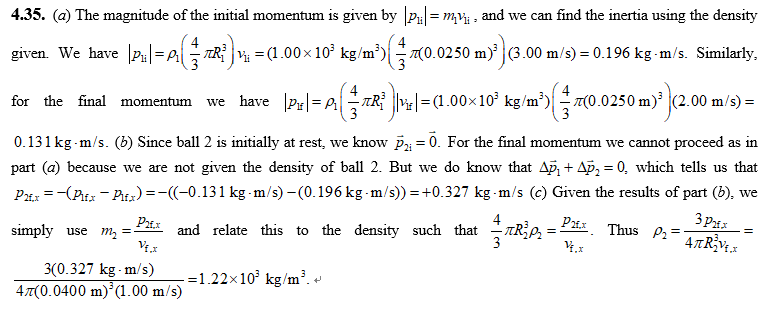 4.35. (a) The magnitude of the initial momentum is given by |p₁ᵢ| = m₁v₁ᵢ , and we can find the inertia using the density
given. We have |p₁ᵢ| = ρ₁(4/3 πR₁³) v₁ᵢ = (1.00×10³ kg/m³)(4/3 π(0.0250 m)³)(3.00 m/s) = 0.196 kg·m/s. Similarly,
for the final momentum we have |p₁f| = ρ₁(4/3 πR₁³)|v₁f| = (1.00×10³ kg/m³)(4/3 π(0.0250 m)³)(2.00 m/s) =
0.131 kg·m/s. (b) Since ball 2 is initially at rest, we know p⃗₂ᵢ = 0⃗. For the final momentum we cannot proceed as in
part (a) because we are not given the density of ball 2. But we do know that Δp⃗₁ + Δp⃗₂ = 0, which tells us that
p₂f,x = −(p₁f,x − p₁f,x) = −((−0.131 kg·m/s) − (0.196 kg·m/s)) = +0.327 kg·m/s (c) Given the results of part (b), we
simply use m₂ = p₂f,x / vf,x and relate this to the density such that 4/3 πR₂³ρ₂ = p₂f,x / vf,x. Thus ρ₂ = 3p₂f,x / 4πR₂³vf,x =
3(0.327 kg·m/s) / 4π(0.0400 m)³(1.00 m/s) = 1.22×10³ kg/m³. ↵